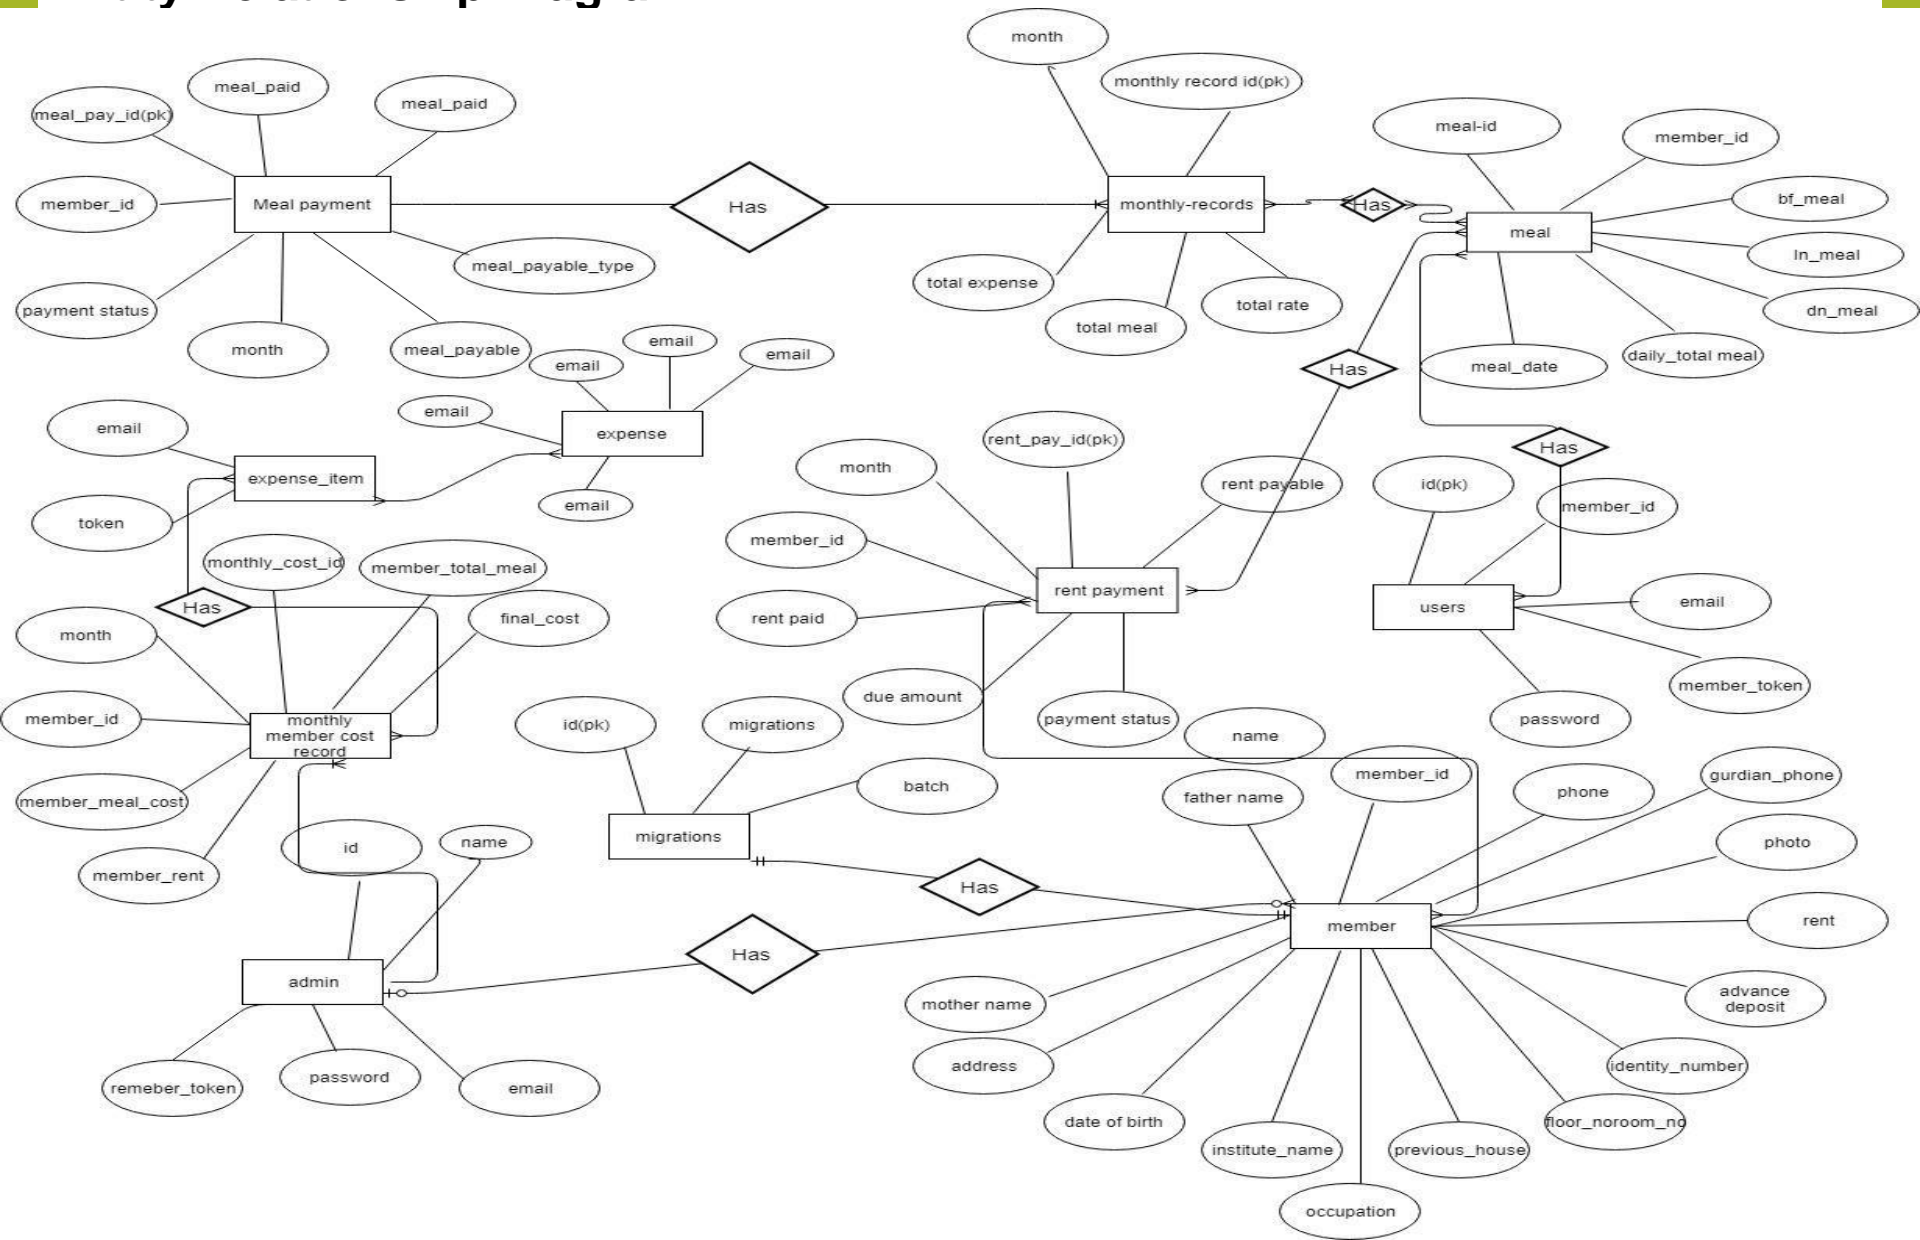 month
monthly record id(pk)
meal_paid
meal_paid
meal_pay_id(pk)
meal-id
member_id
member_id
Meal payment
Has
monthly-records
Has
bf_meal
meal
ln_meal
meal_payable_type
total expense
total rate
dn_meal
payment status
total meal
month
meal_payable
email
email
email
email
Has
meal_date
daily_total meal
email
expense
expense_item
email
token
rent_pay_id(pk)
month
rent payable
Has
id(pk)
member_id
member_id
monthly_cost_id
member_total_meal
Has
final_cost
month
rent paid
rent payment
users
email
member_token
password
due amount
payment status
member_id
monthly
member cost
record
id(pk)
migrations
name
member_id
father name
phone
gurdian_phone
batch
member_meal_cost
migrations
photo
id
name
member_rent
Has
rent
member
Has
admin
mother name
advance
deposit
address
identity_number
remeber_token
password
email
date of birth
institute_name
previous_house
floor_noroom_no
occupation